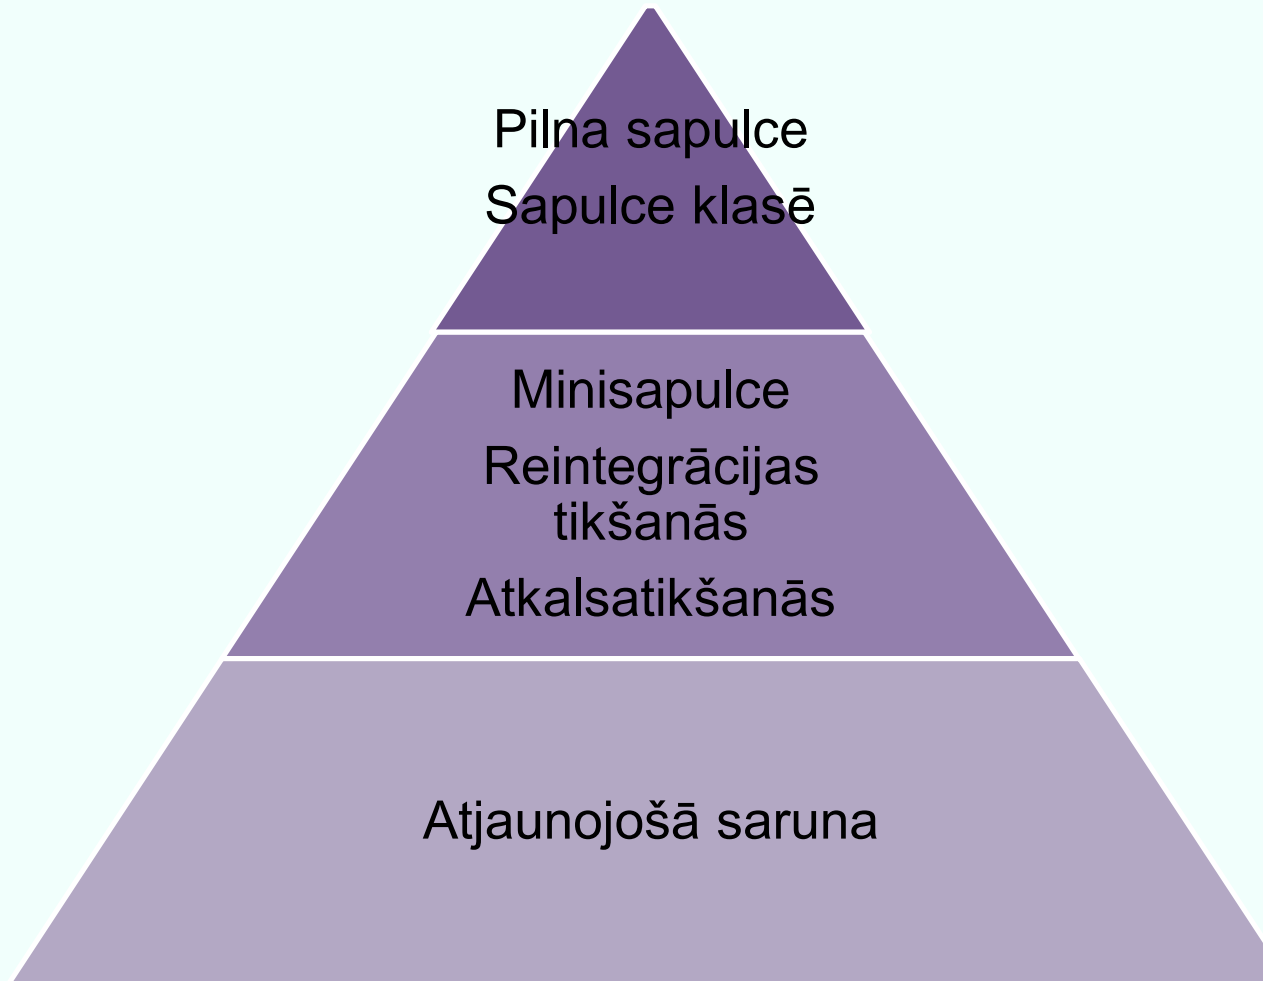 Pilna sapulce
Sapulce klasē
Minisapulce
Reintegrācijas
tikšanās
Atkalsatikšanās
Atjaunojošā saruna